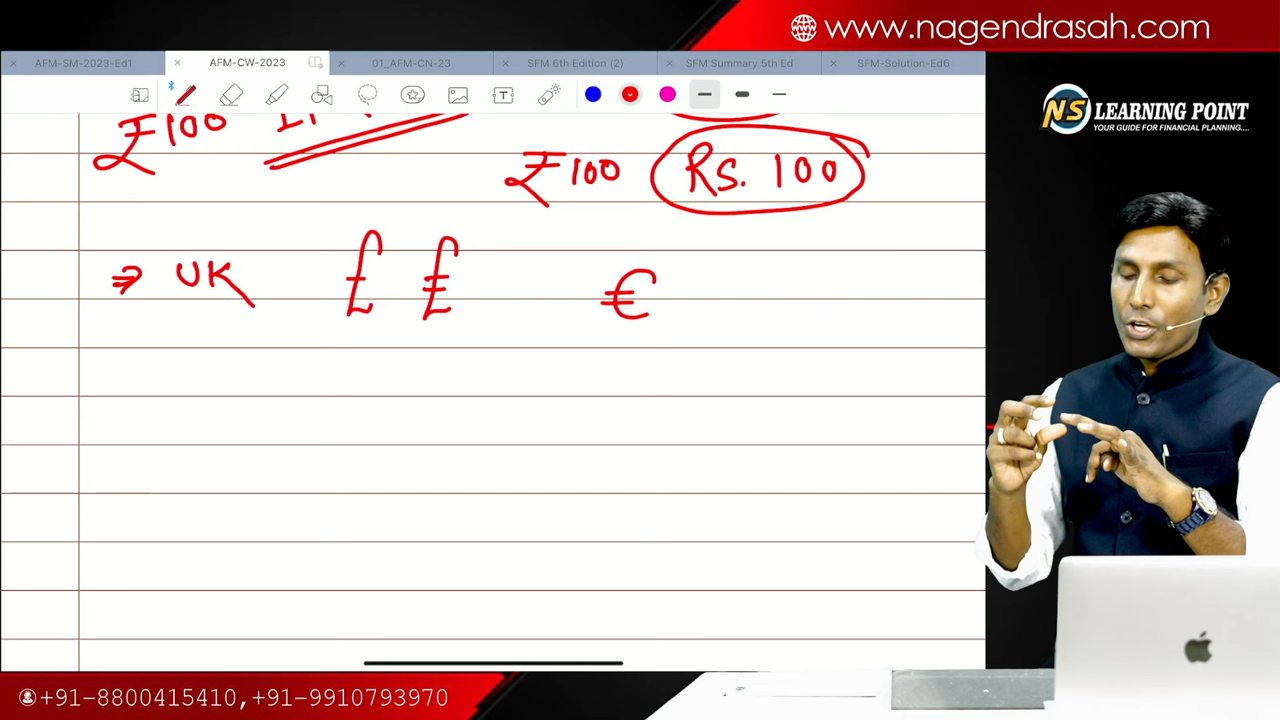 www.nagendrasah.com
AFM-SM-2023-Ed1
AFM-CW-2023
01_AFM-CN-23
SFM 6th Edition (2)
SFM Summary 5th Ed
SFM-Solution-Ed6
NS LEARNING POINT
YOUR GUIDE FOR FINANCIAL PLANNING....
₹100
₹100 Rs. 100
⇒ UK £ £ €
+91-8800415410,+91-9910793970